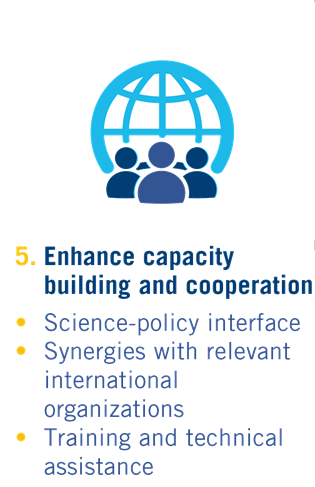 5. Enhance capacity
building and cooperation
• Science-policy interface
• Synergies with relevant
international
organizations
• Training and technical
assistance